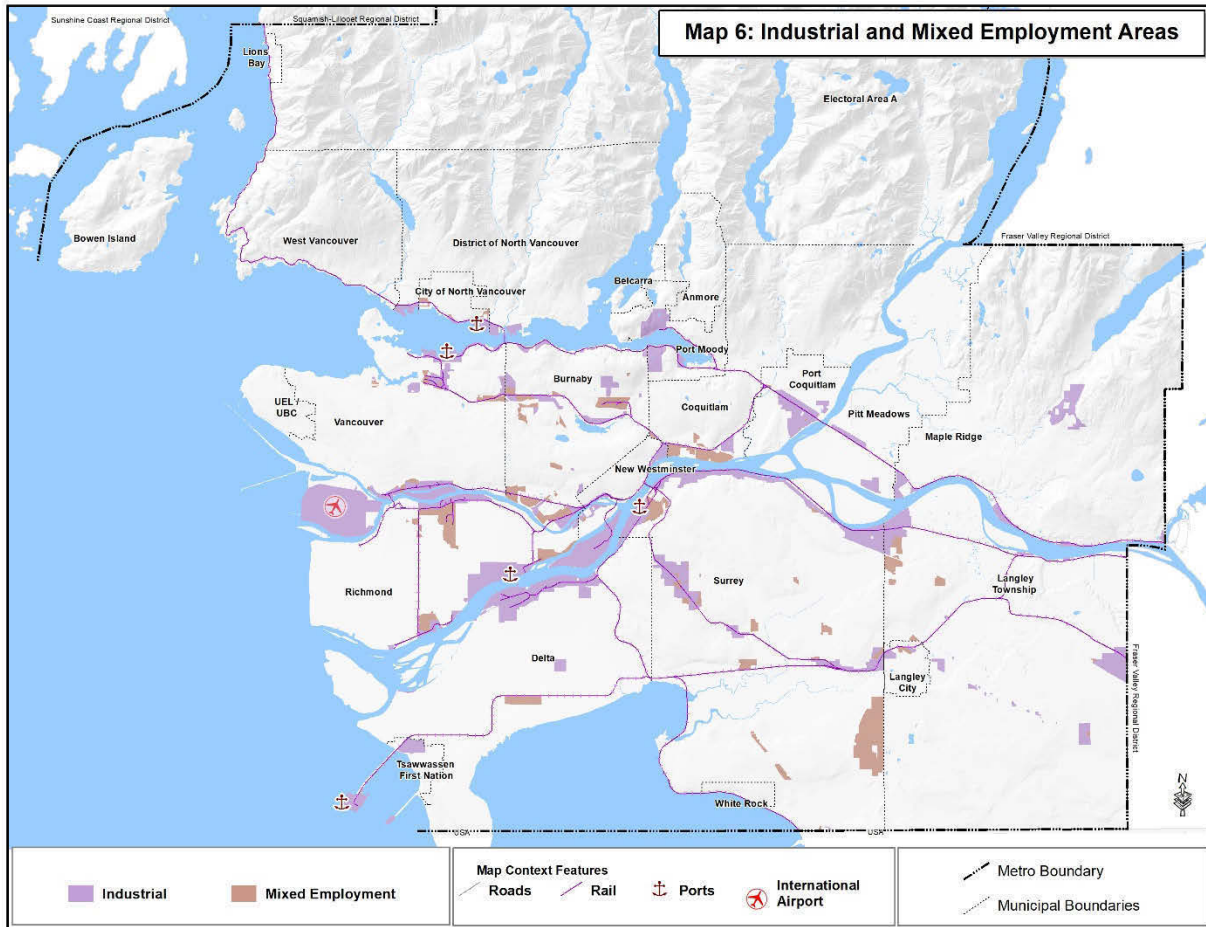 Map 6: Industrial and Mixed Employment Areas
Sunshine Coast Regional District
Squamish-Lillooet Regional District
Lions
Bay
Electoral Area A
Bowen Island
West Vancouver
District of North Vancouver
Fraser Valley Regional District
City of North Vancouver
Belcarra
Anmore
Port Moody
Burnaby
Port
Coquitlam
UEL /
UBC
Vancouver
Coquitlam
Pitt Meadows
Maple Ridge
New Westminster
Richmond
Surrey
Langley
Township
Delta
Langley
City
Fraser Valley Regional District
Tsawwassen
First Nation
White Rock
N
USA
USA
Industrial
Mixed Employment
Map Context Features
Roads
Rail
Ports
International
Airport
Metro Boundary
Municipal Boundaries